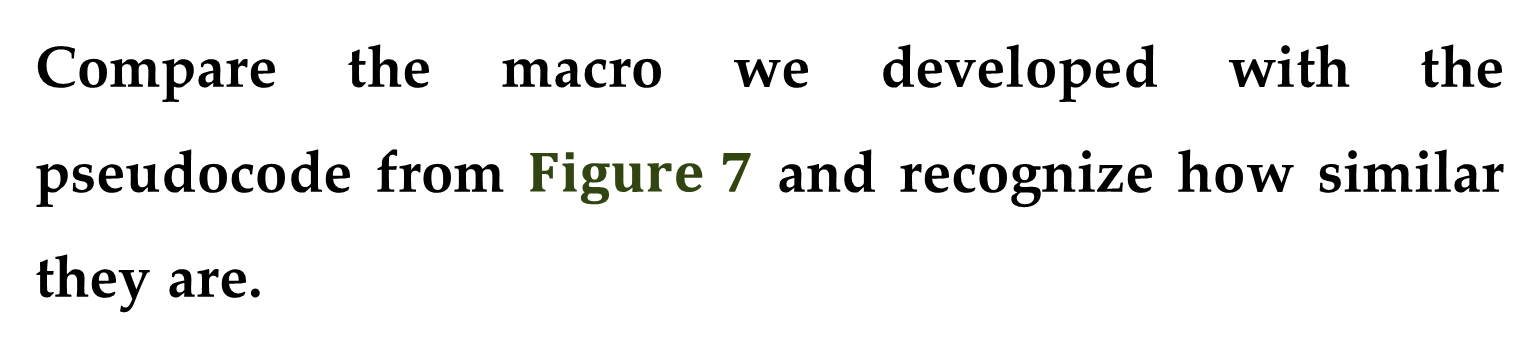 Compare the macro we developed with the
pseudocode from Figure 7 and recognize how similar
they are.